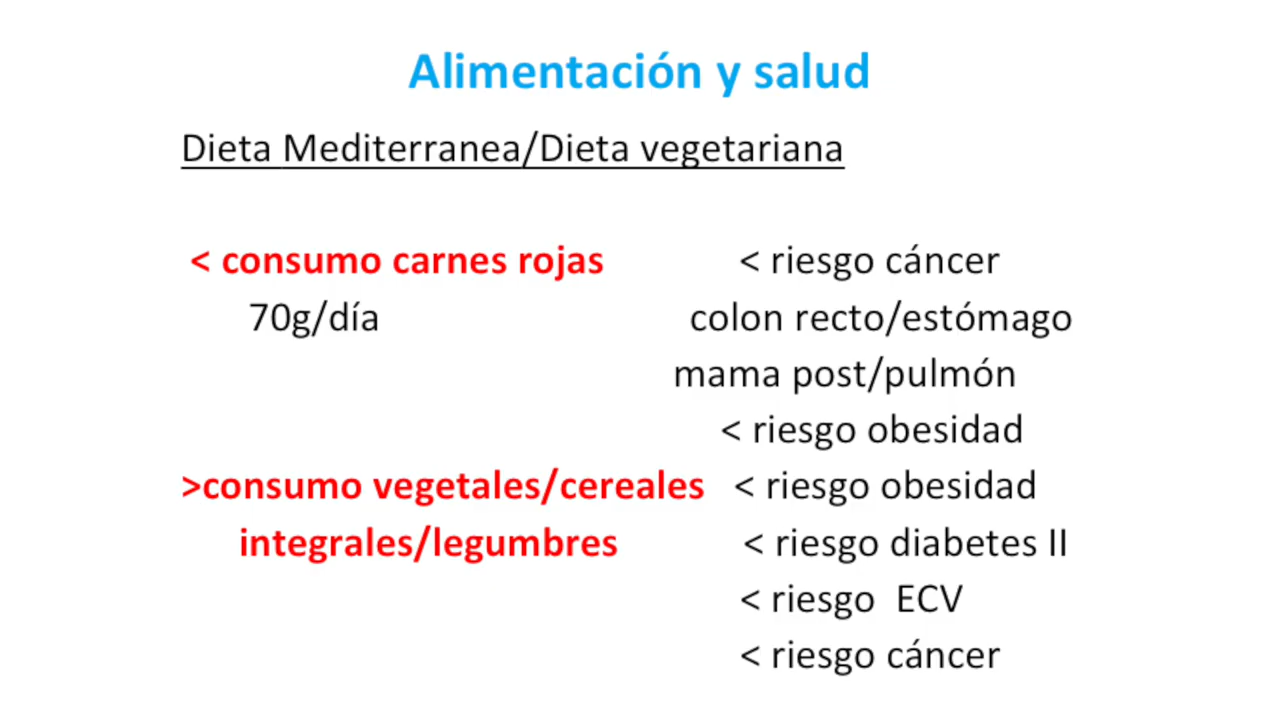 Alimentación y salud
Dieta Mediterranea/Dieta vegetariana
< consumo carnes rojas < riesgo cáncer
70g/día colon recto/estómago
mama post/pulmón
< riesgo obesidad
>consumo vegetales/cereales < riesgo obesidad
integrales/legumbres < riesgo diabetes II
< riesgo ECV
< riesgo cáncer